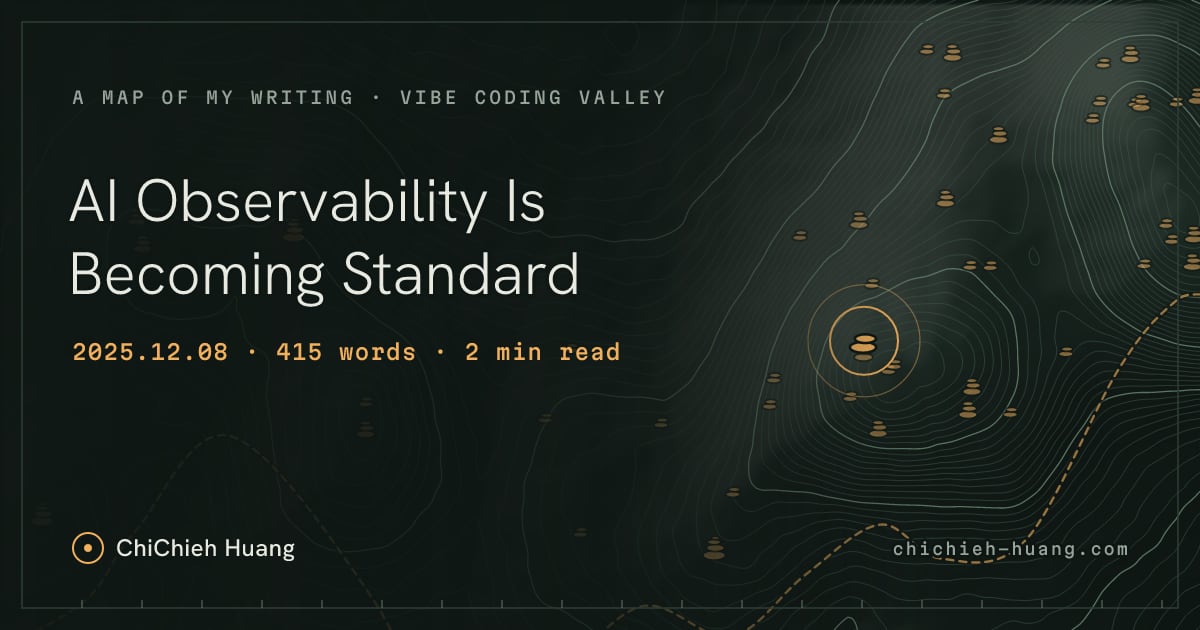 A MAP OF MY WRITING · VIBE CODING VALLEY
AI Observability Is
Becoming Standard
2025.12.08 · 415 words · 2 min read
ChiChieh Huang
chichieh-huang.com